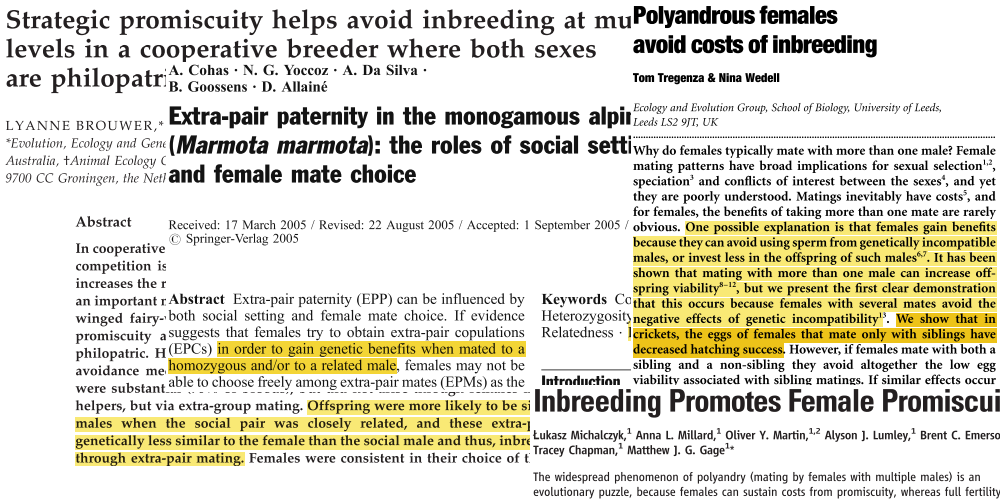 Strategic promiscuity helps avoid inbreeding at mu
levels in a cooperative breeder where both sexes
are philopatri
LYANNE BROUWER,*
*Evolution, Ecology and Gene
Australia, †Animal Ecology
9700 CC Groningen, the Net
Abstract
In cooperative
competition is
increases the r
an important
winged fairy-
promiscuity a
philopatric. H
avoidance me
were substant
helpers, but via extra-group mating. Offspring were more likely to be si
males when the social pair was closely related, and these extra-
genetically less similar to the female than the social male and thus, inbre
through extra-pair mating. Females were consistent in their choice of
A. Cohas · N. G. Yoccoz · A. Da Silva ·
B. Goossens · D. Allainé
Extra-pair paternity in the monogamous alpi
(Marmota marmota): the roles of social setti
and female mate choice
Received: 17 March 2005 / Revised: 22 August 2005 / Accepted: 1 September 2005 /
© Springer-Verlag 2005
Abstract Extra-pair paternity (EPP) can be influenced by
both social setting and female mate choice. If evidence
suggests that females try to obtain extra-pair copulations
(EPCs) in order to gain genetic benefits when mated to a
homozygous and/or to a related male, females may not be
able to choose freely among extra-pair mates (EPMs) as the
Keywords Co
Heterozygosity
Relatedness ·
Introduction
Polyandrous females
avoid costs of inbreeding
Tom Tregenza & Nina Wedell
Ecology and Evolution Group, School of Biology, University of Leeds,
Leeds LS2 9JT, UK
Why do females typically mate with more than one male? Female
mating patterns have broad implications for sexual selection1,2,
speciation3 and conflicts of interest between the sexes4, and yet
they are poorly understood. Matings inevitably have costs5, and
for females, the benefits of taking more than one mate are rarely
obvious. One possible explanation is that females gain benefits
because they can avoid using sperm from genetically incompatible
males, or invest less in the offspring of such males6,7. It has been
shown that mating with more than one male can increase off-
spring viability8–12, but we present the first clear demonstration
that this occurs because females with several mates avoid the
negative effects of genetic incompatibility13. We show that in
crickets, the eggs of females that mate only with siblings have
decreased hatching success. However, if females mate with both a
sibling and a non-sibling they avoid altogether the low egg
viability associated with sibling matings. If similar effects occur
Inbreeding Promotes Female Promiscui
Łukasz Michalczyk,1 Anna L. Millard,1 Oliver Y. Martin,1,2 Alyson J. Lumley,1 Brent C. Emerso
Tracey Chapman,1 Matthew J. G. Gage1*
The widespread phenomenon of polyandry (mating by females with multiple males) is an
evolutionary puzzle, because females can sustain costs from promiscuity, whereas full fertility